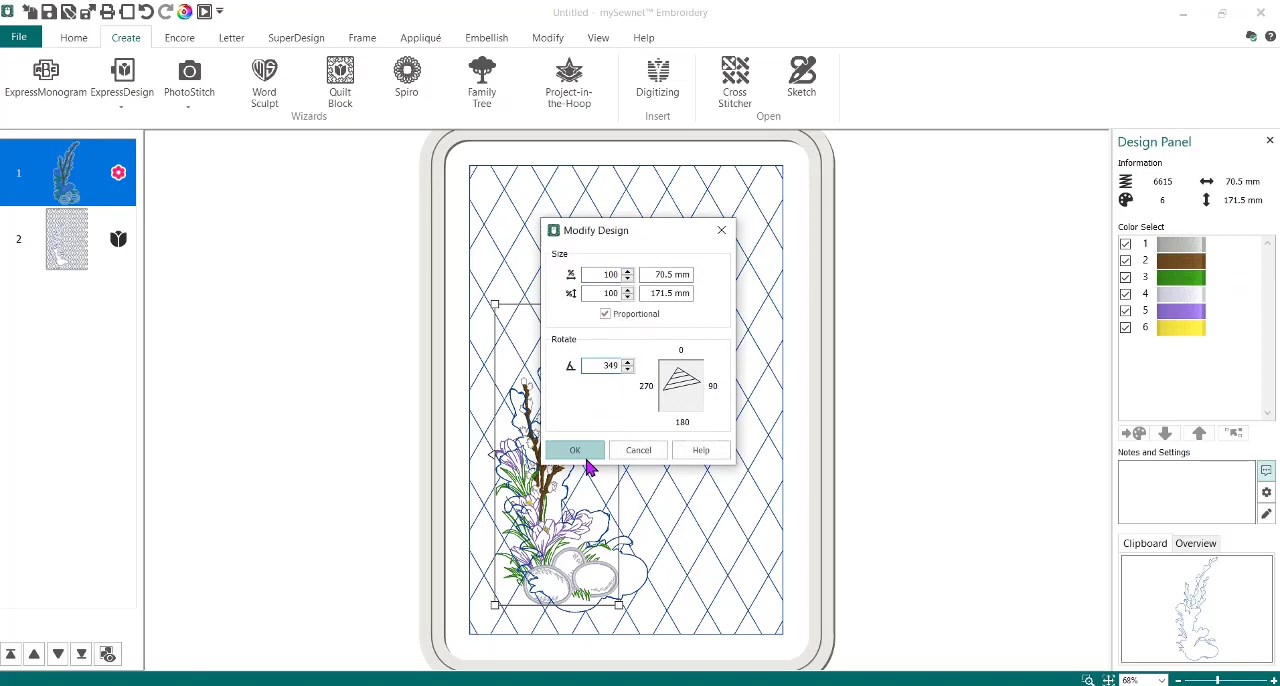 Untitled - mySewnet™ Embroidery
File Home Create Encore Letter SuperDesign Frame Appliqué Embellish Modify View Help
ExpressMonogram ExpressDesign PhotoStitch Word Sculpt Quilt Block Spiro Family Tree Project-in-the-Hoop Digitizing Cross Stitcher Sketch
Wizards Insert Open
1
2
Modify Design
Size
100 70.5 mm
100 171.5 mm
Proportional
Rotate
349
0
270 90
180
OK Cancel Help
Design Panel
Information
6615 70.5 mm
6 171.5 mm
Color Select
1
2
3
4
5
6
Notes and Settings
Clipboard Overview
68%